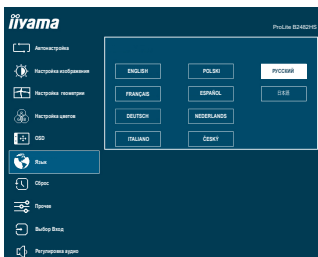 iiyama
ProLite B2482HS
Автонастройка
Настройка изображения
Настройка геометрии
Настройка цветов
OSD
Язык
Сброс
Прочее
Выбор Вход
Регулировка аудио
ENGLISH POLSKI РУССКИЙ
FRANÇAIS ESPAÑOL 日本語
DEUTSCH NEDERLANDS
ITALIANO ČESKÝ